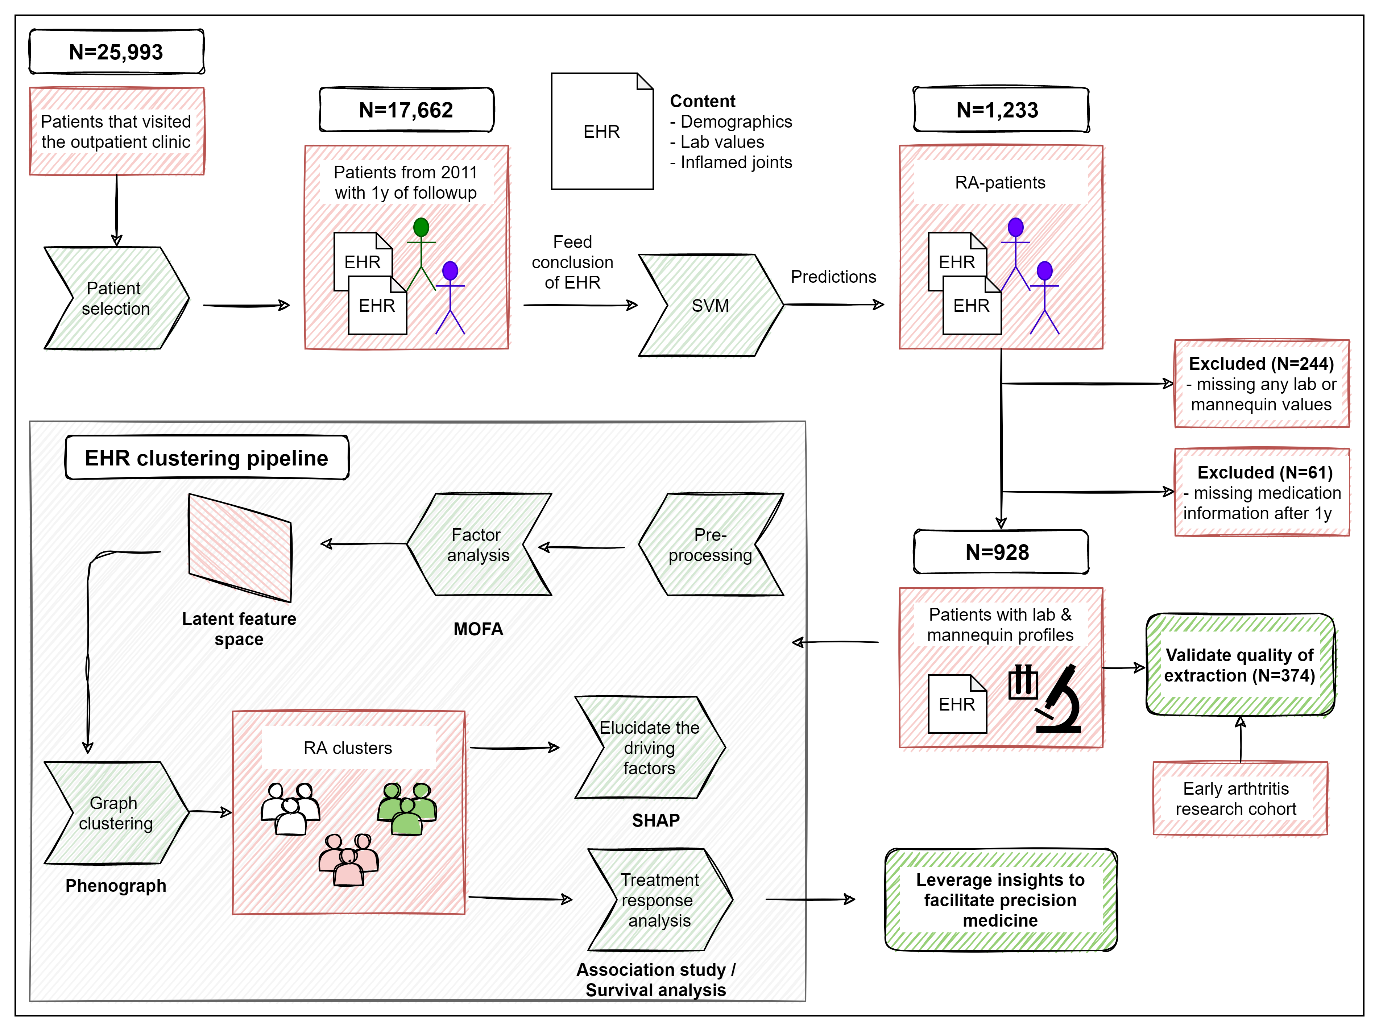 N=25,993
Patients that visited
the outpatient clinic
Patient
selection
N=17,662
Patients from 2011
with 1y of followup
EHR
EHR
EHR
Content
- Demographics
- Lab values
- Inflamed joints
Feed
conclusion
of EHR
SVM
Predictions
N=1,233
RA-patients
EHR
EHR
Excluded (N=244)
- missing any lab or
mannequin values
Excluded (N=61)
- missing medication
information after 1y
N=928
Patients with lab &
mannequin profiles
EHR
Validate quality of
extraction (N=374)
Early arthtritis
research cohort
EHR clustering pipeline
Pre-
processing
Factor
analysis
MOFA
Latent feature
space
Graph
clustering
Phenograph
RA clusters
Elucidate the
driving
factors
SHAP
Treatment
response
analysis
Association study /
Survival analysis
Leverage insights to
facilitate precision
medicine